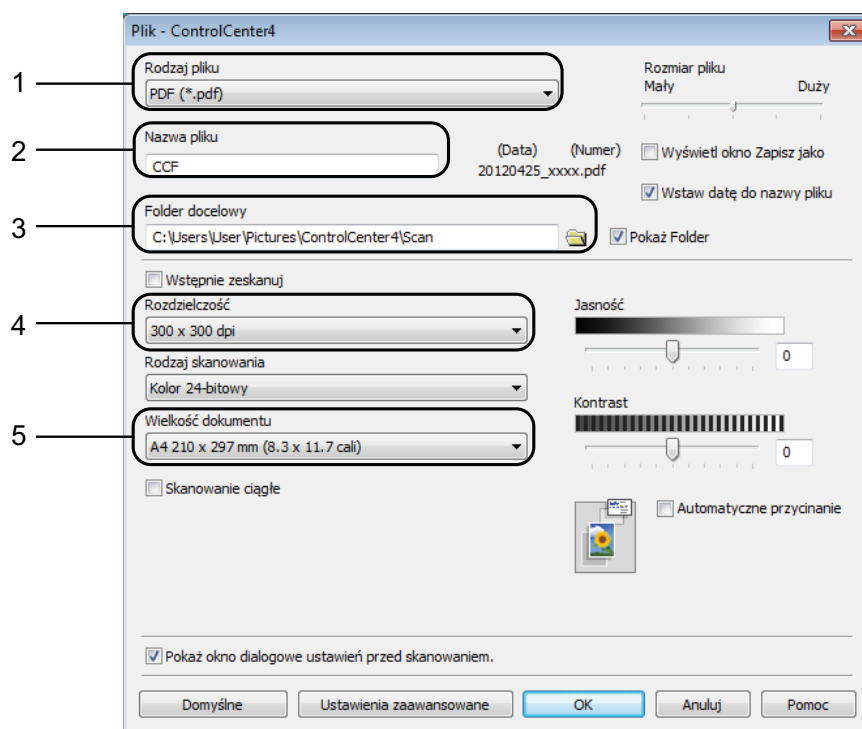 Plik - ControlCenter4
1
Rodzaj pliku
PDF (*.pdf)
Rozmiar pliku
Mały Duży
2
Nazwa pliku
CCF
(Data) (Numer)
20120425_xxxx.pdf
Wyświetl okno Zapisz jako
Wstaw datę do nazwy pliku
3
Folder docelowy
C:\Users\User\Pictures\ControlCenter4\Scan
Pokaż Folder
Wstępnie zeskanuj
4
Rozdzielczość
300 x 300 dpi
Jasność
0
Rodzaj skanowania
Kolor 24-bitowy
Kontrast
0
5
Wielkość dokumentu
A4 210 x 297 mm (8.3 x 11.7 cali)
Skanowanie ciągłe
Automatyczne przycinanie
Pokaż okno dialogowe ustawień przed skanowaniem.
Domyślne Ustawienia zaawansowane OK Anuluj Pomoc